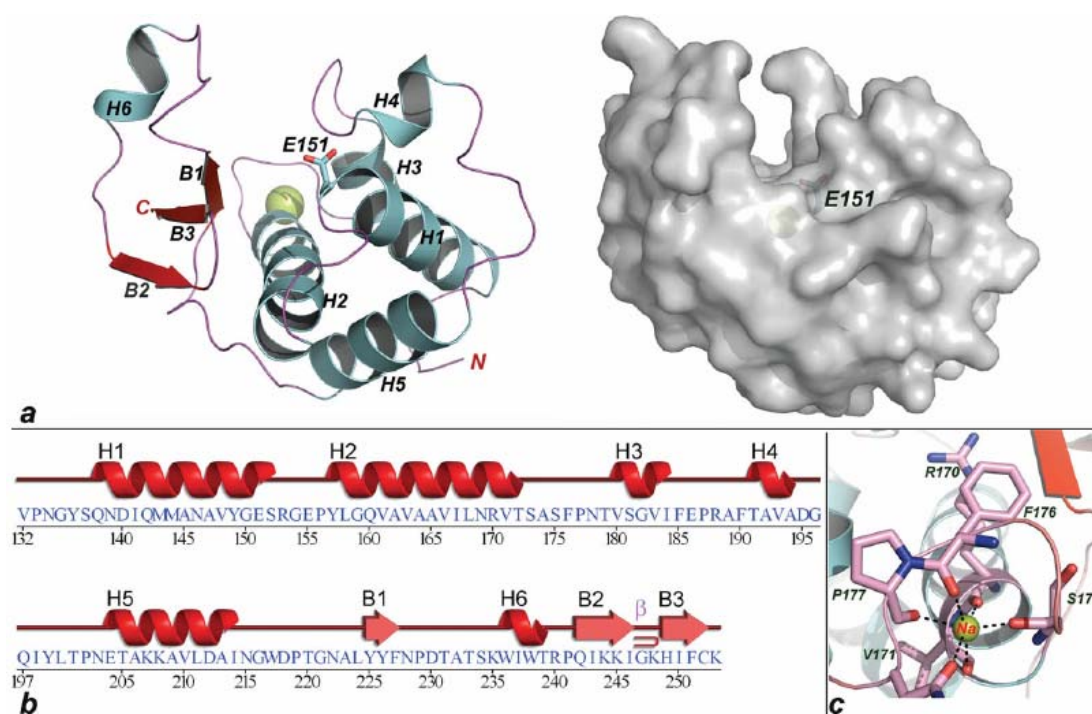 H6
H4
E151
H3
B1
C
B3
H1
B2
H2
H5
N
E151
a
H1 H2 H3 H4
VPNGYSQNDIQMMANAVYGESRGEPYLGQVAVAAVILNRVTSASFPNTVSGVIFEPRAFTAVADG
132 140 145 150 155 160 165 170 175 180 185 190 195
H5 B1 H6 B2 β B3
QIYLTPNETAKKAVLDAINGWDPTGNALYYFNPDTATSKWIWTRPQIKKIGKHIFCK
197 205 210 215 220 225 230 235 240 245 250
b
R170
F176
P177
S17
Na
V171
c